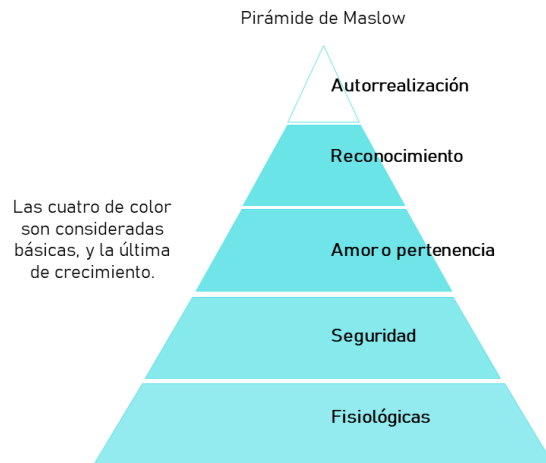 Pirámide de Maslow
Autorrealización
Reconocimiento
Las cuatro de color
son consideradas
básicas, y la última
de crecimiento.
Amor o pertenencia
Seguridad
Fisiológicas